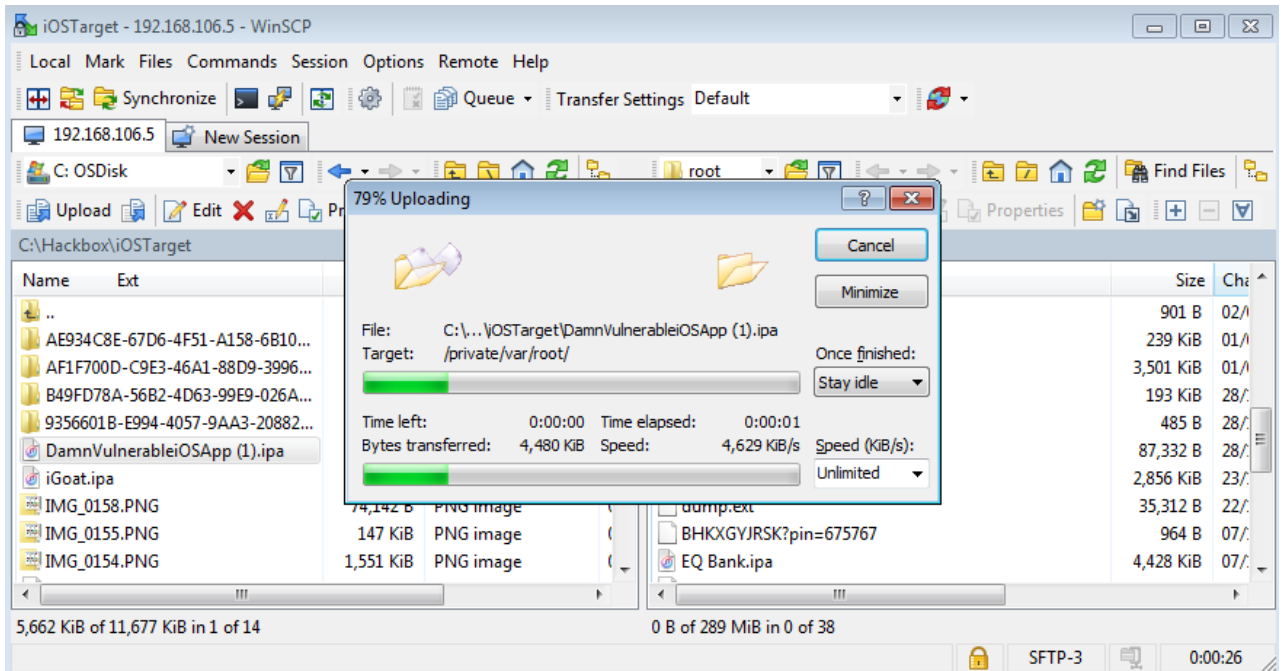 iOSTarget - 192.168.106.5 - WinSCP
Local Mark Files Commands Session Options Remote Help
Synchronize Queue Transfer Settings Default
192.168.106.5 New Session
C: OSDisk root Find Files
Upload Edit Properties
C:\Hackbox\iOSTarget
79% Uploading
Cancel
Minimize
File: C:\...\iOSTarget\DamnVulnerableiOSApp (1).ipa
Target: /private/var/root/
Once finished:
Stay idle
Time left: 0:00:00 Time elapsed: 0:00:01
Bytes transferred: 4,480 KiB Speed: 4,629 KiB/s Speed (KiB/s):
Unlimited
Name Ext Size
.. 901 B
AE934C8E-67D6-4F51-A158-6B10... 239 KiB
AF1F700D-C9E3-46A1-88D9-3996... 3,501 KiB
B49FD78A-56B2-4D63-99E9-026A... 193 KiB
9356601B-E994-4057-9AA3-20882... 485 B
DamnVulnerableiOSApp (1).ipa 87,332 B
iGoat.ipa 2,856 KiB
IMG_0158.PNG 74,142 B PNG image dump.ext 35,312 B
IMG_0155.PNG 147 KiB PNG image BHKXGYJRSK?pin=675767 964 B
IMG_0154.PNG 1,551 KiB PNG image EQ Bank.ipa 4,428 KiB
5,662 KiB of 11,677 KiB in 1 of 14 0 B of 289 MiB in 0 of 38
SFTP-3 0:00:26